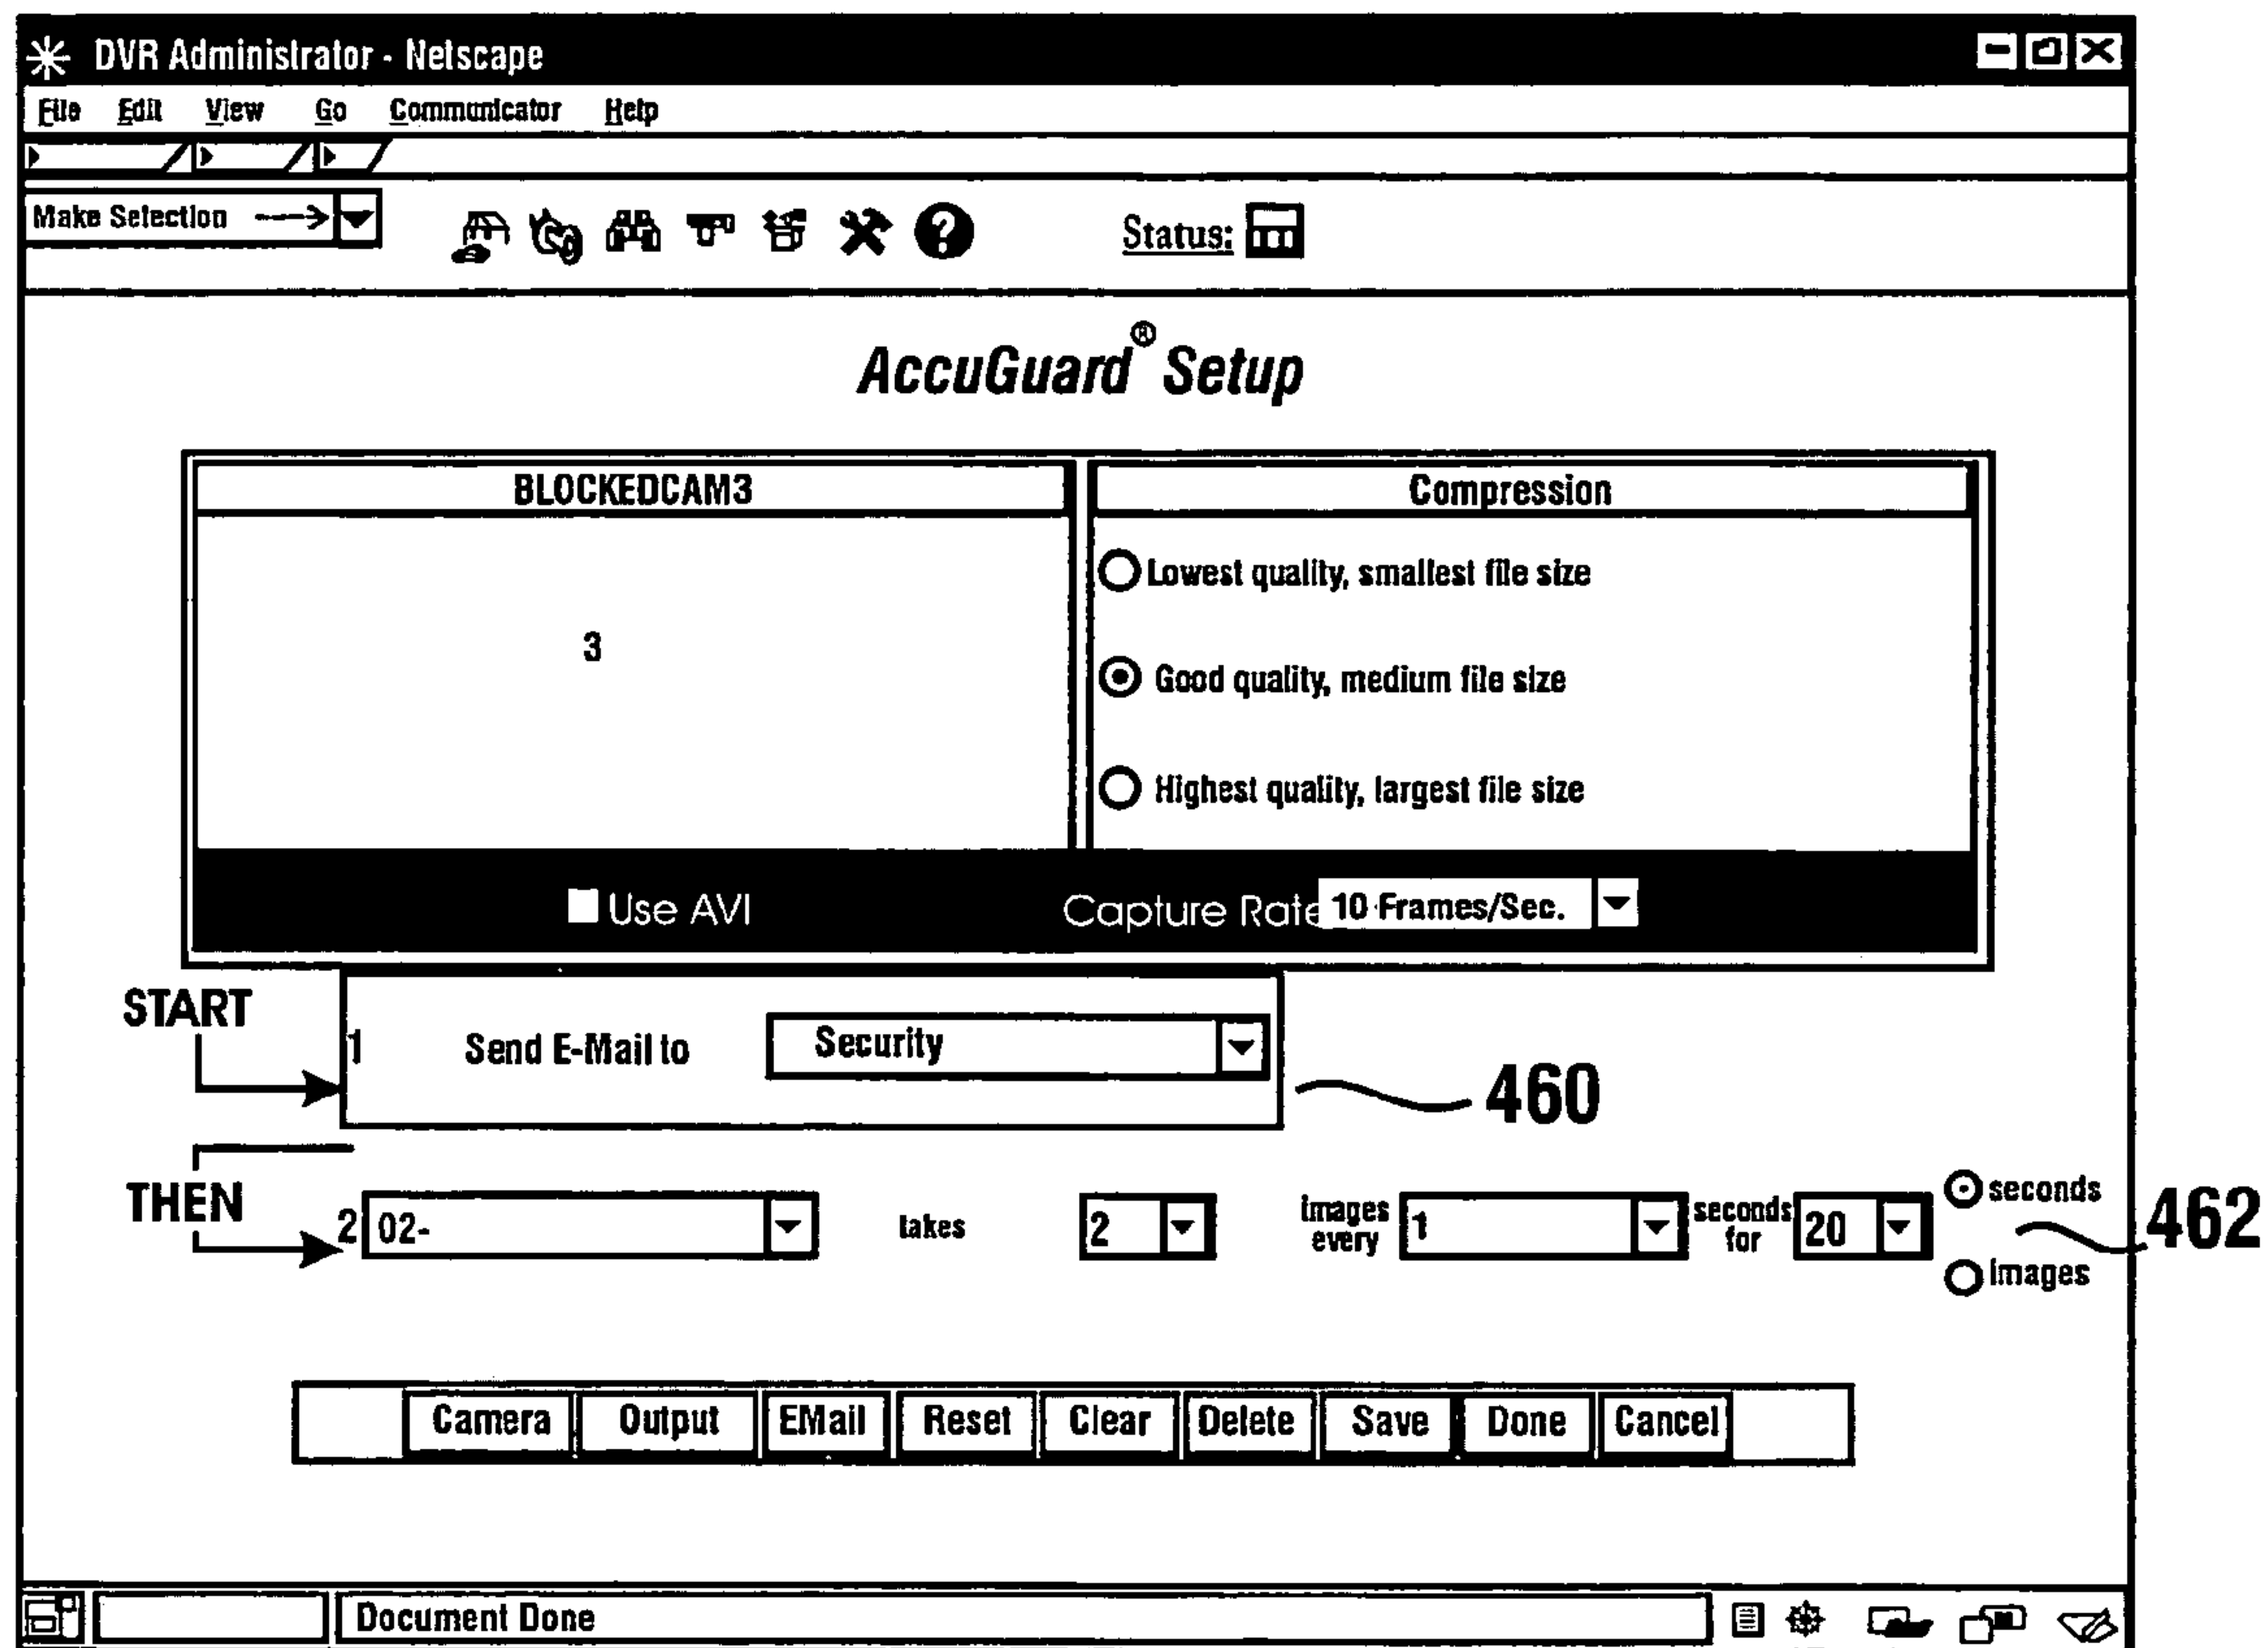 DVR Administrator - Netscape
File Edit View Go Communicator Help
Make Selection
Status:
AccuGuard® Setup
BLOCKEDCAM3 Compression
Lowest quality, smallest file size
3
Good quality, medium file size
Highest quality, largest file size
Use AVI Capture Rate 10 Frames/Sec.
START
1 Send E-Mail to Security
460
THEN
2 02- takes 2 images every 1 seconds for 20 seconds
images
462
Camera Output EMail Reset Clear Delete Save Done Cancel
Document Done